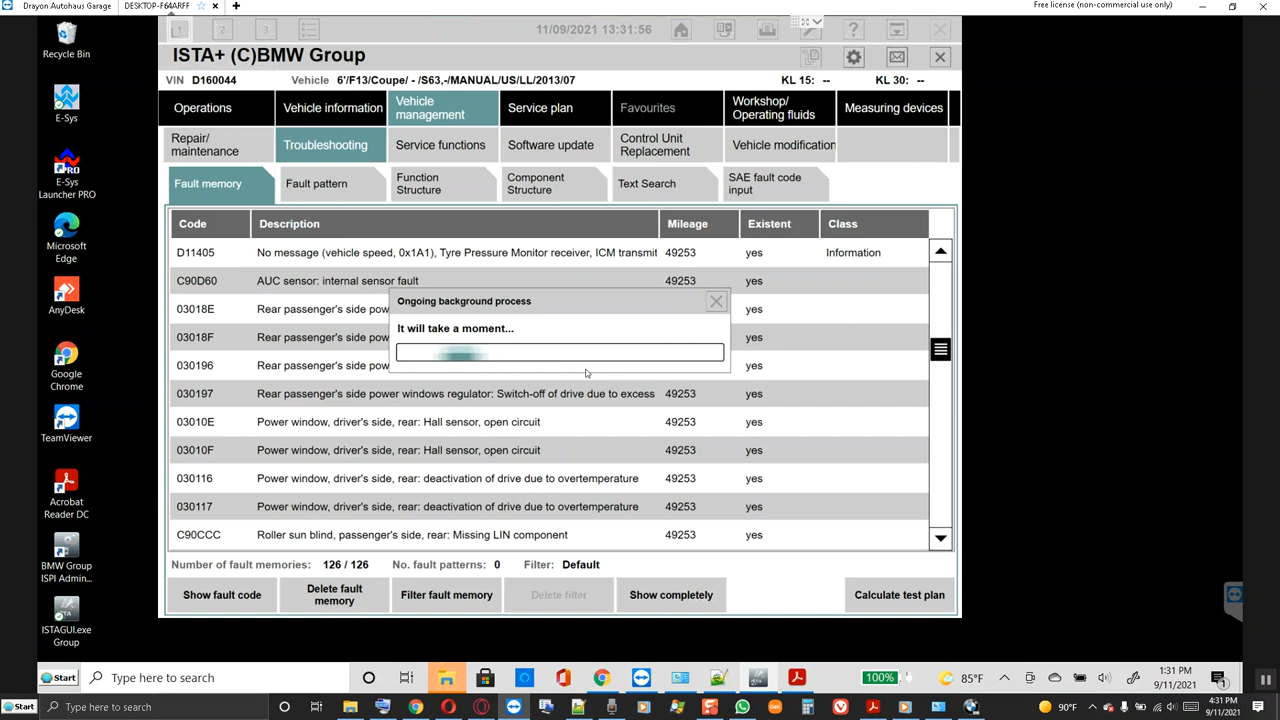 Drayon Autohaus Garage
DESKTOP-F64ARFF
Free license (non-commercial use only)
1
2
3
11/09/2021 13:31:56
ISTA+ (C)BMW Group
VIN D160044 Vehicle 6'/F13/Coupe/ - /S63,-/MANUAL/US/LL/2013/07 KL 15: -- KL 30: --
Operations
Vehicle information
Vehicle
management
Service plan
Favourites
Workshop/
Operating fluids
Measuring devices
Repair/
maintenance
Troubleshooting
Service functions
Software update
Control Unit
Replacement
Vehicle modification
Fault memory
Fault pattern
Function
Structure
Component
Structure
Text Search
SAE fault code
input
Code Description Mileage Existent Class
D11405 No message (vehicle speed, 0x1A1), Tyre Pressure Monitor receiver, ICM transmit 49253 yes Information
C90D60 AUC sensor: internal sensor fault 49253 yes
03018E Rear passenger's side pow yes
03018F Rear passenger's side pow yes
030196 Rear passenger's side pow yes
030197 Rear passenger's side power windows regulator: Switch-off of drive due to excess 49253 yes
03010E Power window, driver's side, rear: Hall sensor, open circuit 49253 yes
03010F Power window, driver's side, rear: Hall sensor, open circuit 49253 yes
030116 Power window, driver's side, rear: deactivation of drive due to overtemperature 49253 yes
030117 Power window, driver's side, rear: deactivation of drive due to overtemperature 49253 yes
C90CCC Roller sun blind, passenger's side, rear: Missing LIN component 49253 yes
Ongoing background process
It will take a moment...
Number of fault memories: 126 / 126 No. fault patterns: 0 Filter: Default
Show fault code
Delete fault
memory
Filter fault memory
Delete filter
Show completely
Calculate test plan
Recycle Bin
E-Sys
E-Sys
Launcher PRO
Microsoft
Edge
AnyDesk
Google
Chrome
TeamViewer
Acrobat
Reader DC
BMW Group
ISPI Admin...
ISTAGUI.exe
Group
Start
Type here to search
100%
85°F
1:31 PM
9/11/2021
Start
Type here to search
90°F
4:31 PM
9/11/2021